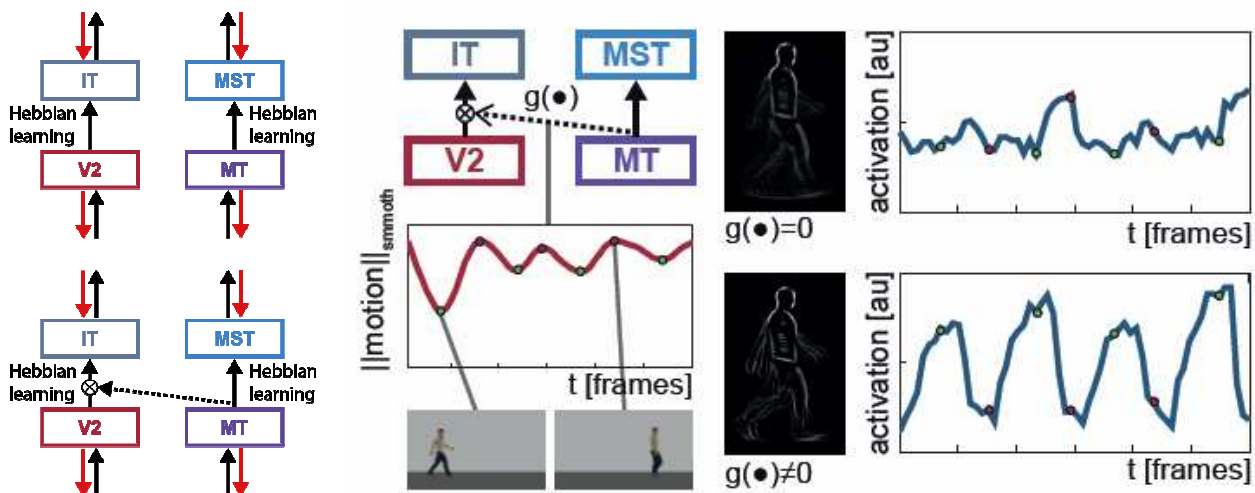 IT
MST
Hebbian
learning
Hebbian
learning
V2
MT
IT
MST
Hebbian
learning
Hebbian
learning
V2
MT
IT
MST
g(●)
V2
MT
||motion||smmoth
t [frames]
g(●)=0
activation [au]
t [frames]
g(●)≠0
activation [au]
t [frames]